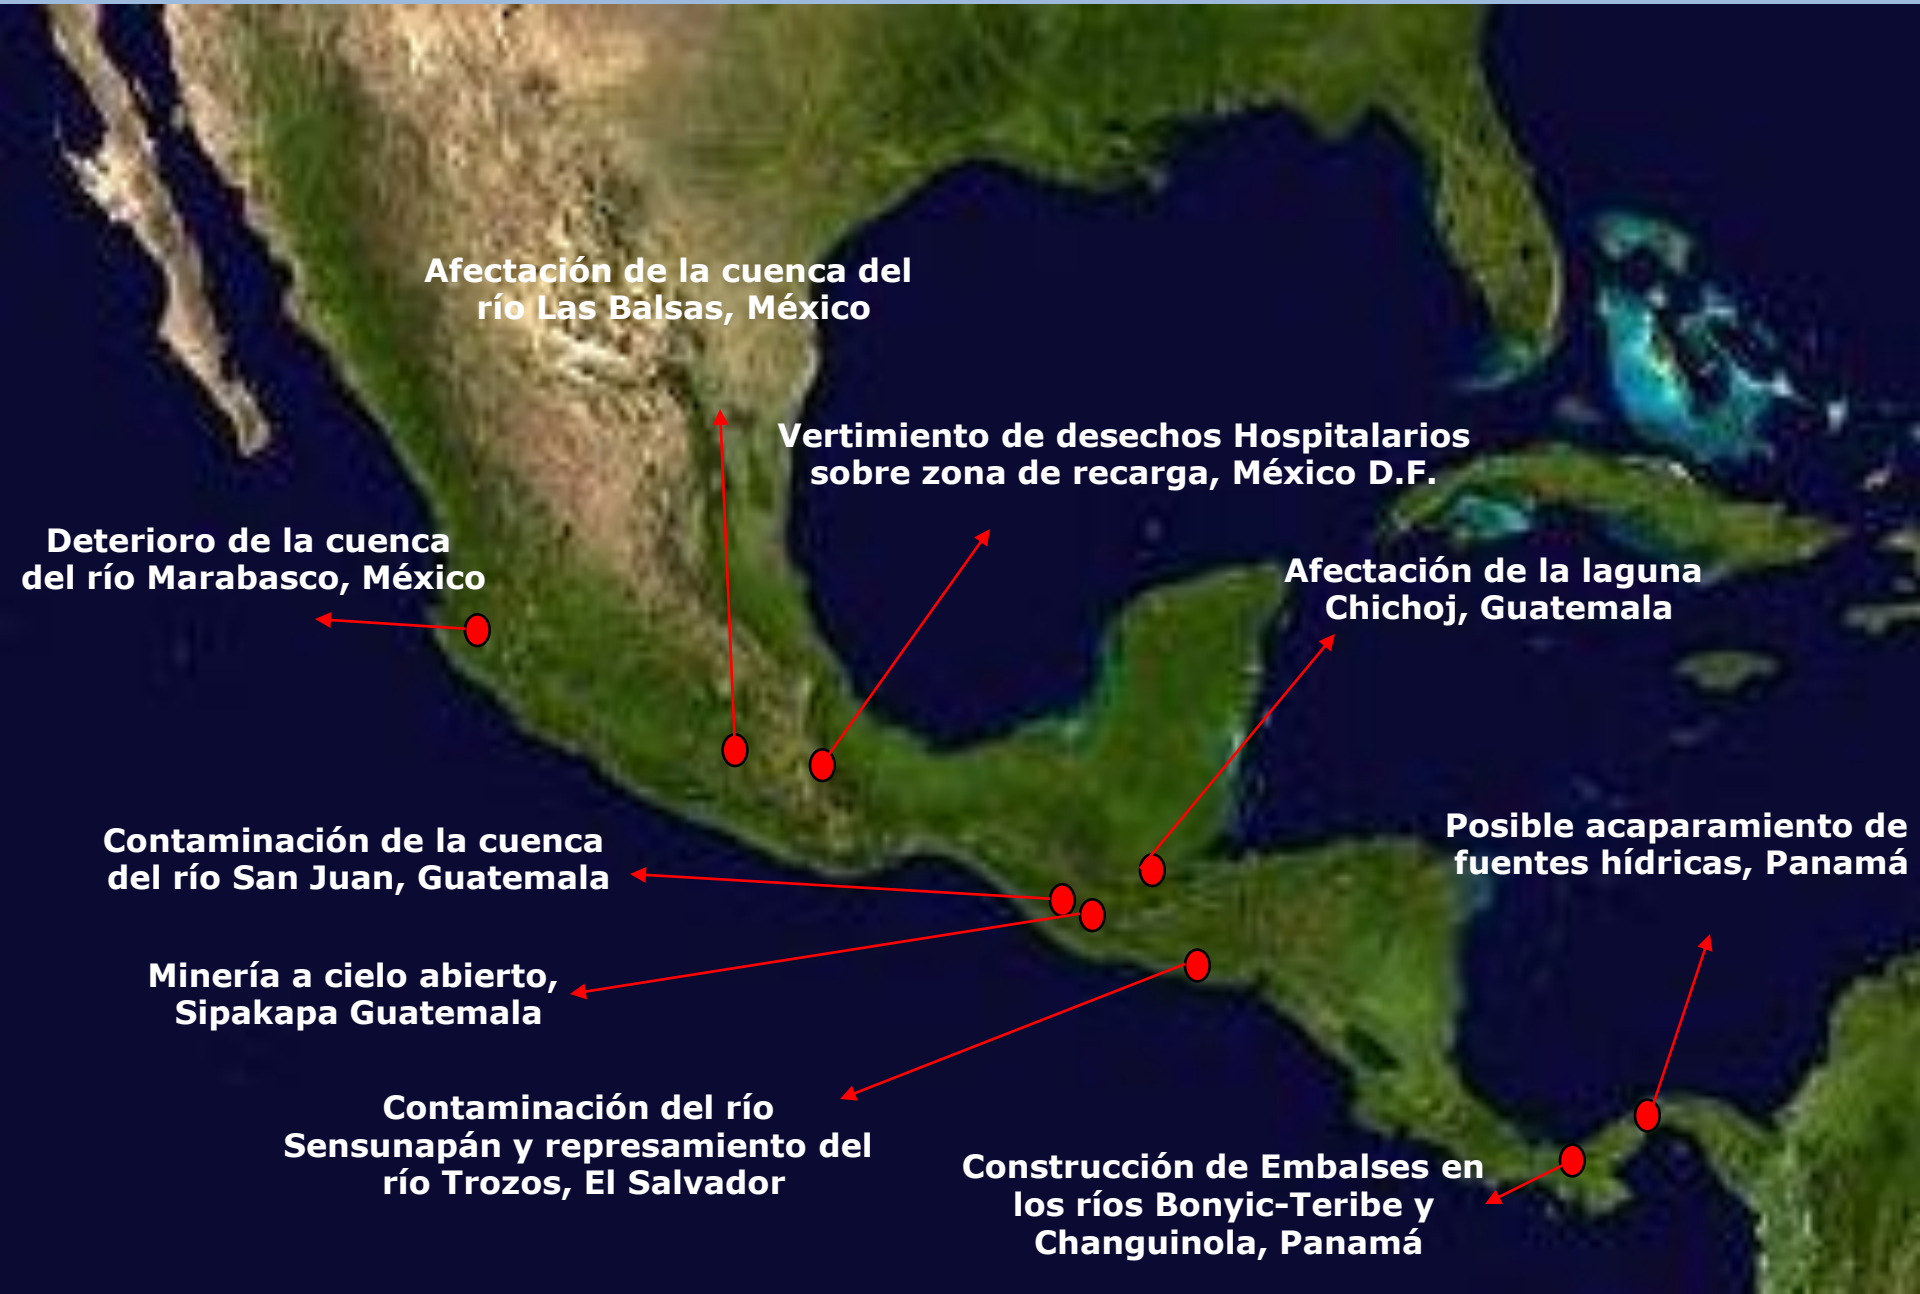 Afectación de la cuenca del
río Las Balsas, México
Vertimiento de desechos Hospitalarios
sobre zona de recarga, México D.F.
Deterioro de la cuenca
del río Marabasco, México
Afectación de la laguna
Chichoj, Guatemala
Contaminación de la cuenca
del río San Juan, Guatemala
Posible acaparamiento de
fuentes hídricas, Panamá
Minería a cielo abierto,
Sipakapa Guatemala
Contaminación del río
Sensunapán y represamiento del
río Trozos, El Salvador
Construcción de Embalses en
los ríos Bonyic-Teribe y
Changuinola, Panamá